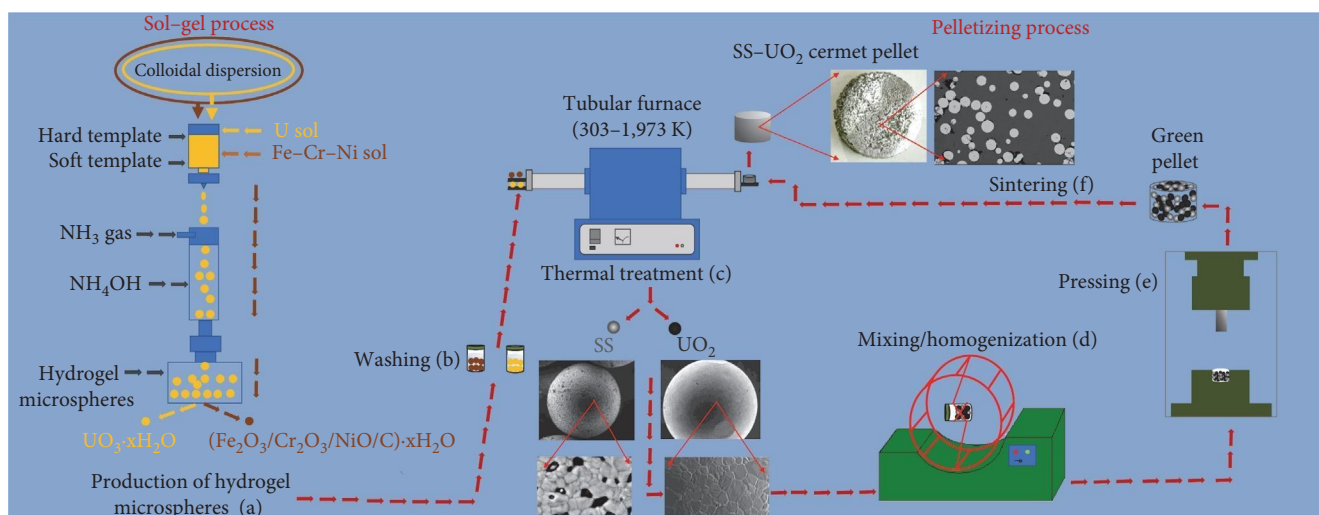 Sol–gel process
Colloidal dispersion
Hard template
Soft template
U sol
Fe–Cr–Ni sol
NH₃ gas
NH₄OH
Hydrogel
microspheres
UO₃·xH₂O
(Fe₂O₃/Cr₂O₃/NiO/C)·xH₂O
Production of hydrogel
microspheres (a)
Washing (b)
Tubular furnace
(303–1,973 K)
Thermal treatment (c)
SS
UO₂
Mixing/homogenization (d)
Pressing (e)
Green
pellet
Sintering (f)
Pelletizing process
SS–UO₂ cermet pellet